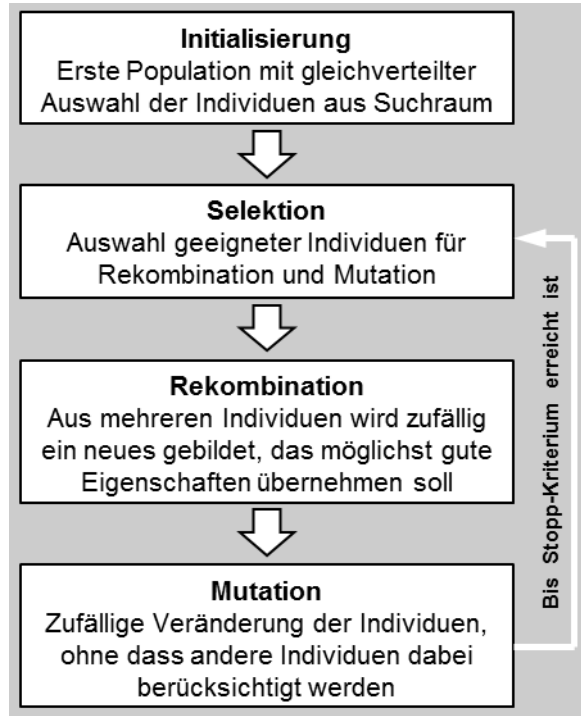 Initialisierung
Erste Population mit gleichverteilter
Auswahl der Individuen aus Suchraum
Selektion
Auswahl geeigneter Individuen für
Rekombination und Mutation
Rekombination
Aus mehreren Individuen wird zufällig
ein neues gebildet, das möglichst gute
Eigenschaften übernehmen soll
Mutation
Zufällige Veränderung der Individuen,
ohne dass andere Individuen dabei
berücksichtigt werden
Bis Stopp-Kriterium erreicht ist